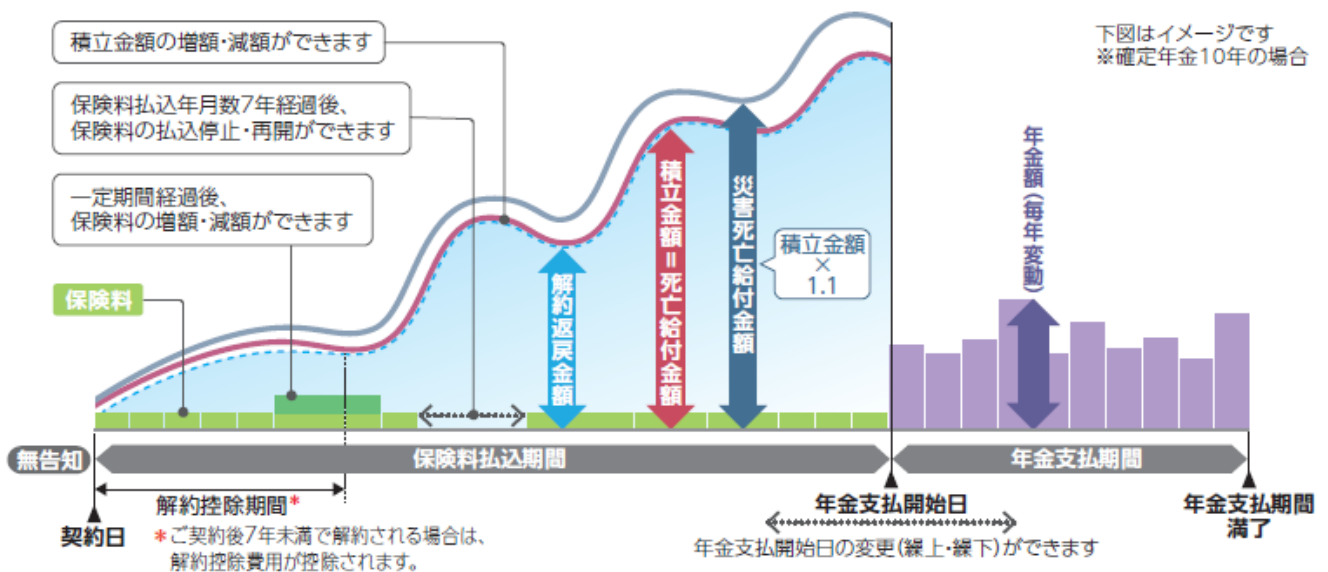 積立金額の増額・減額ができます
保険料払込年月数7年経過後、
保険料の払込停止・再開ができます
一定期間経過後、
保険料の増額・減額ができます
保険料
下図はイメージです
※確定年金10年の場合
解約返戻金額
積立金額=死亡給付金額
災害死亡給付金額
積立金額
×
1.1
年金額(毎年変動)
無告知
保険料払込期間
年金支払期間
解約控除期間*
契約日
*ご契約後7年未満で解約される場合は、
解約控除費用が控除されます。
年金支払開始日
年金支払開始日の変更(繰上・繰下)ができます
年金支払期間
満了